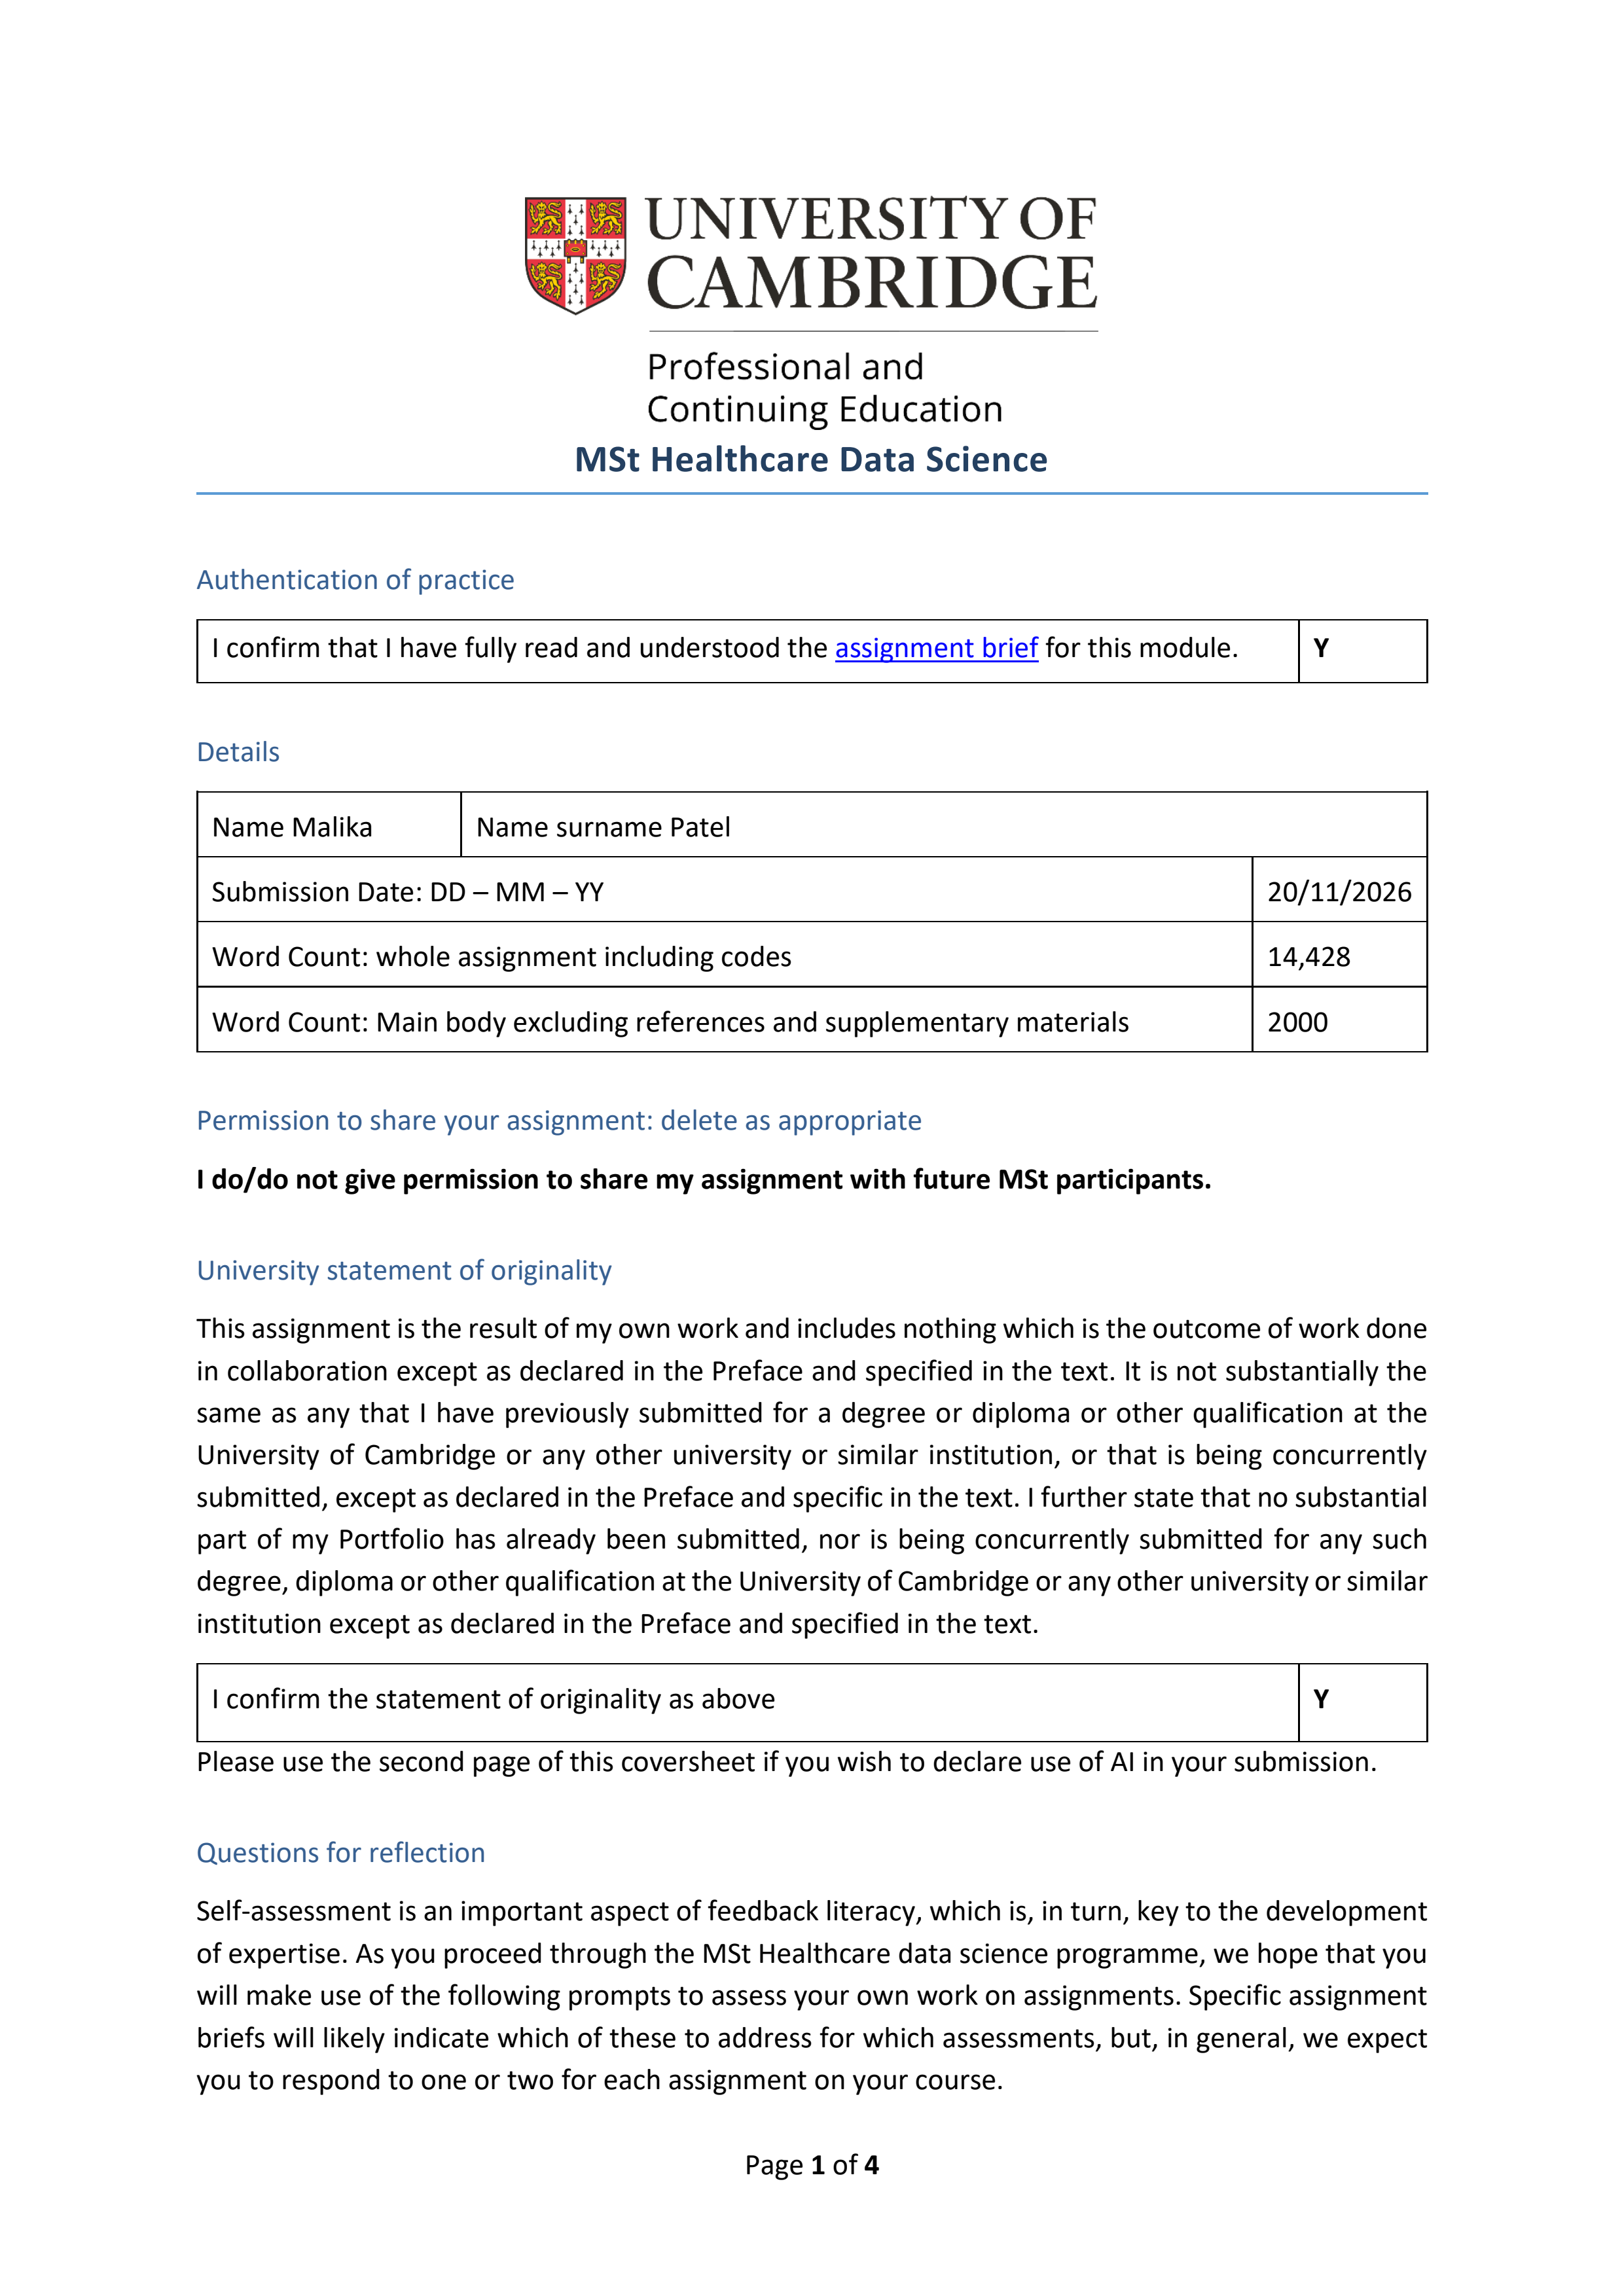 UNIVERSITY OF
CAMBRIDGE
Professional and
Continuing Education
MSt Healthcare Data Science
Authentication of practice
I confirm that I have fully read and understood the assignment brief for this module. Y
Details
Name Malika Name surname Patel
Submission Date: DD – MM – YY 20/11/2026
Word Count: whole assignment including codes 14,428
Word Count: Main body excluding references and supplementary materials 2000
Permission to share your assignment: delete as appropriate
I do/do not give permission to share my assignment with future MSt participants.
University statement of originality
This assignment is the result of my own work and includes nothing which is the outcome of work done
in collaboration except as declared in the Preface and specified in the text. It is not substantially the
same as any that I have previously submitted for a degree or diploma or other qualification at the
University of Cambridge or any other university or similar institution, or that is being concurrently
submitted, except as declared in the Preface and specific in the text. I further state that no substantial
part of my Portfolio has already been submitted, nor is being concurrently submitted for any such
degree, diploma or other qualification at the University of Cambridge or any other university or similar
institution except as declared in the Preface and specified in the text.
I confirm the statement of originality as above Y
Please use the second page of this coversheet if you wish to declare use of AI in your submission.
Questions for reflection
Self-assessment is an important aspect of feedback literacy, which is, in turn, key to the development
of expertise. As you proceed through the MSt Healthcare data science programme, we hope that you
will make use of the following prompts to assess your own work on assignments. Specific assignment
briefs will likely indicate which of these to address for which assessments, but, in general, we expect
you to respond to one or two for each assignment on your course.
Page 1 of 4